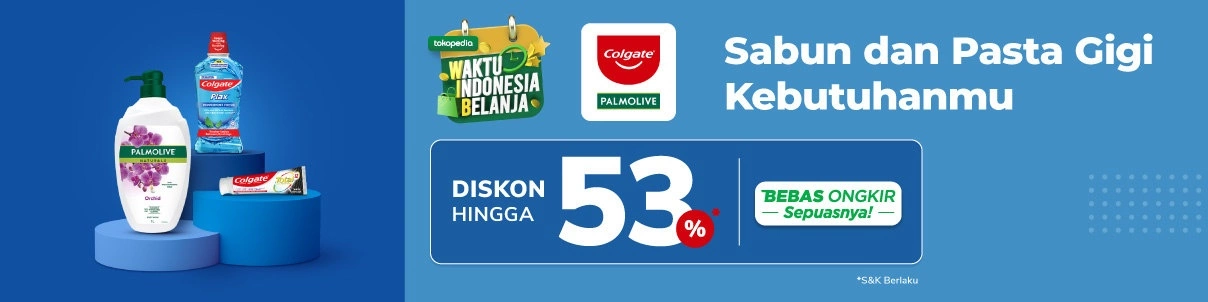 tokopedia
WAKTU
INDONESIA
BELANJA
Colgate
PALMOLIVE
Sabun dan Pasta Gigi
Kebutuhanmu
DISKON
HINGGA
53%*
BEBAS ONGKIR
Sepuasnya!
*S&K Berlaku
Colgate
Plax
PALMOLIVE
NATURALS
Orchid
Colgate
Total